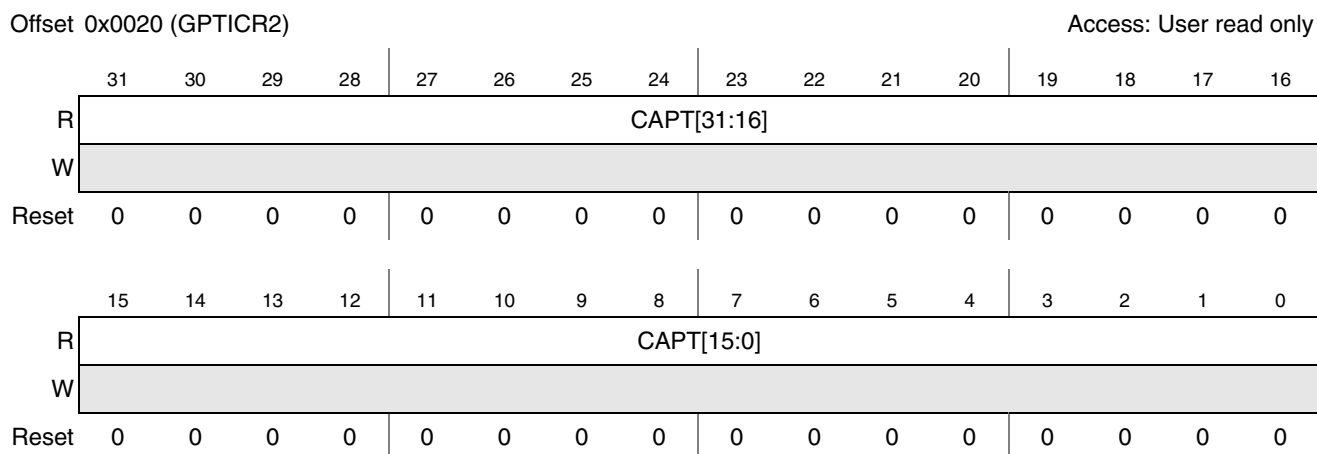 Offset 0x0020 (GPTICR2) Access: User read only
31 30 29 28 27 26 25 24 23 22 21 20 19 18 17 16
R CAPT[31:16]
W
Reset 0 0 0 0 0 0 0 0 0 0 0 0 0 0 0 0
15 14 13 12 11 10 9 8 7 6 5 4 3 2 1 0
R CAPT[15:0]
W
Reset 0 0 0 0 0 0 0 0 0 0 0 0 0 0 0 0